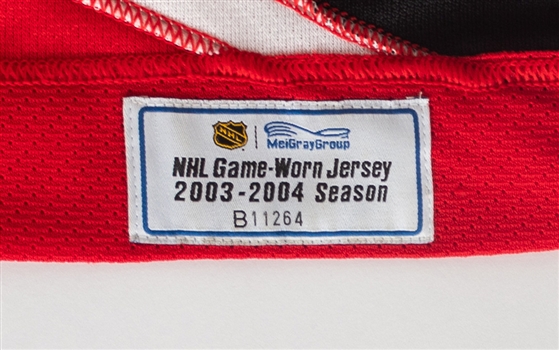 NHL MeiGrayGroup
NHL Game-Worn Jersey
2003-2004 Season
B11264